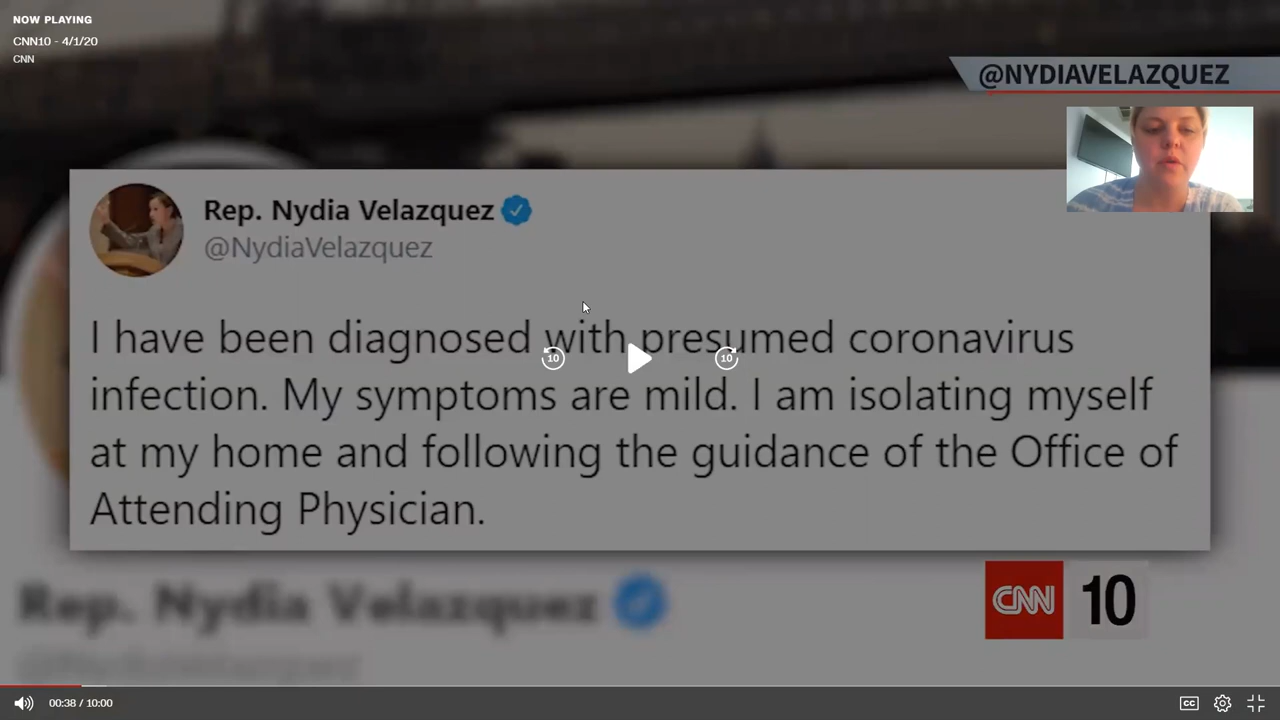 NOW PLAYING
CNN10 - 4/1/20
CNN
@NYDIAVELAZQUEZ
Rep. Nydia Velazquez
@NydiaVelazquez
I have been diagnosed with presumed coronavirus
infection. My symptoms are mild. I am isolating myself
at my home and following the guidance of the Office of
Attending Physician.
10
10
Rep. Nydia Velazquez
@NydiaVelazquez
CNN 10
00:38 / 10:00
CC